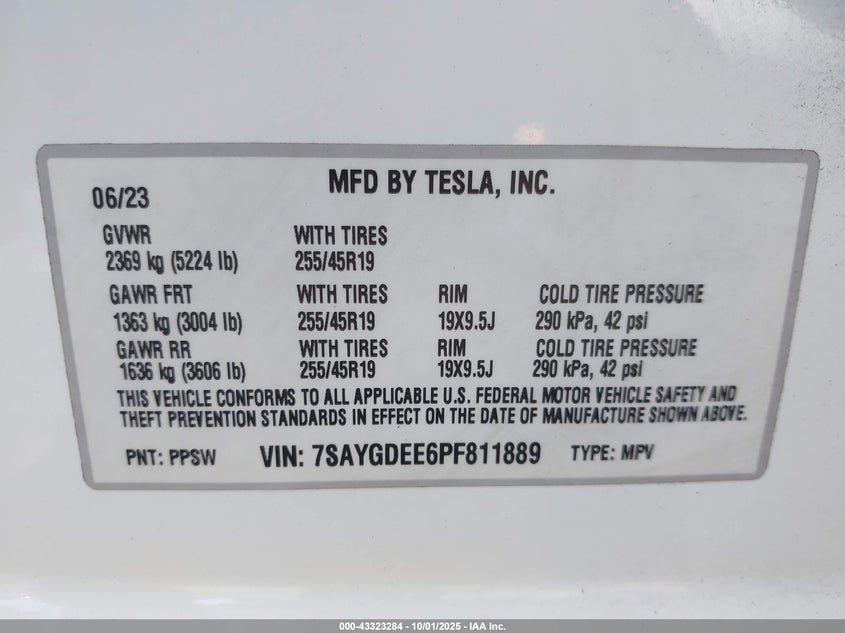 06/23 MFD BY TESLA, INC.
GVWR WITH TIRES
2369 kg (5224 lb) 255/45R19
GAWR FRT WITH TIRES RIM COLD TIRE PRESSURE
1363 kg (3004 lb) 255/45R19 19X9.5J 290 kPa, 42 psi
GAWR RR WITH TIRES RIM COLD TIRE PRESSURE
1636 kg (3606 lb) 255/45R19 19X9.5J 290 kPa, 42 psi
THIS VEHICLE CONFORMS TO ALL APPLICABLE U.S. FEDERAL MOTOR VEHICLE SAFETY AND
THEFT PREVENTION STANDARDS IN EFFECT ON THE DATE OF MANUFACTURE SHOWN ABOVE.
PNT: PPSW VIN: 7SAYGDEE6PF811889 TYPE: MPV
000-43323284 - 10/01/2025 - IAA Inc.